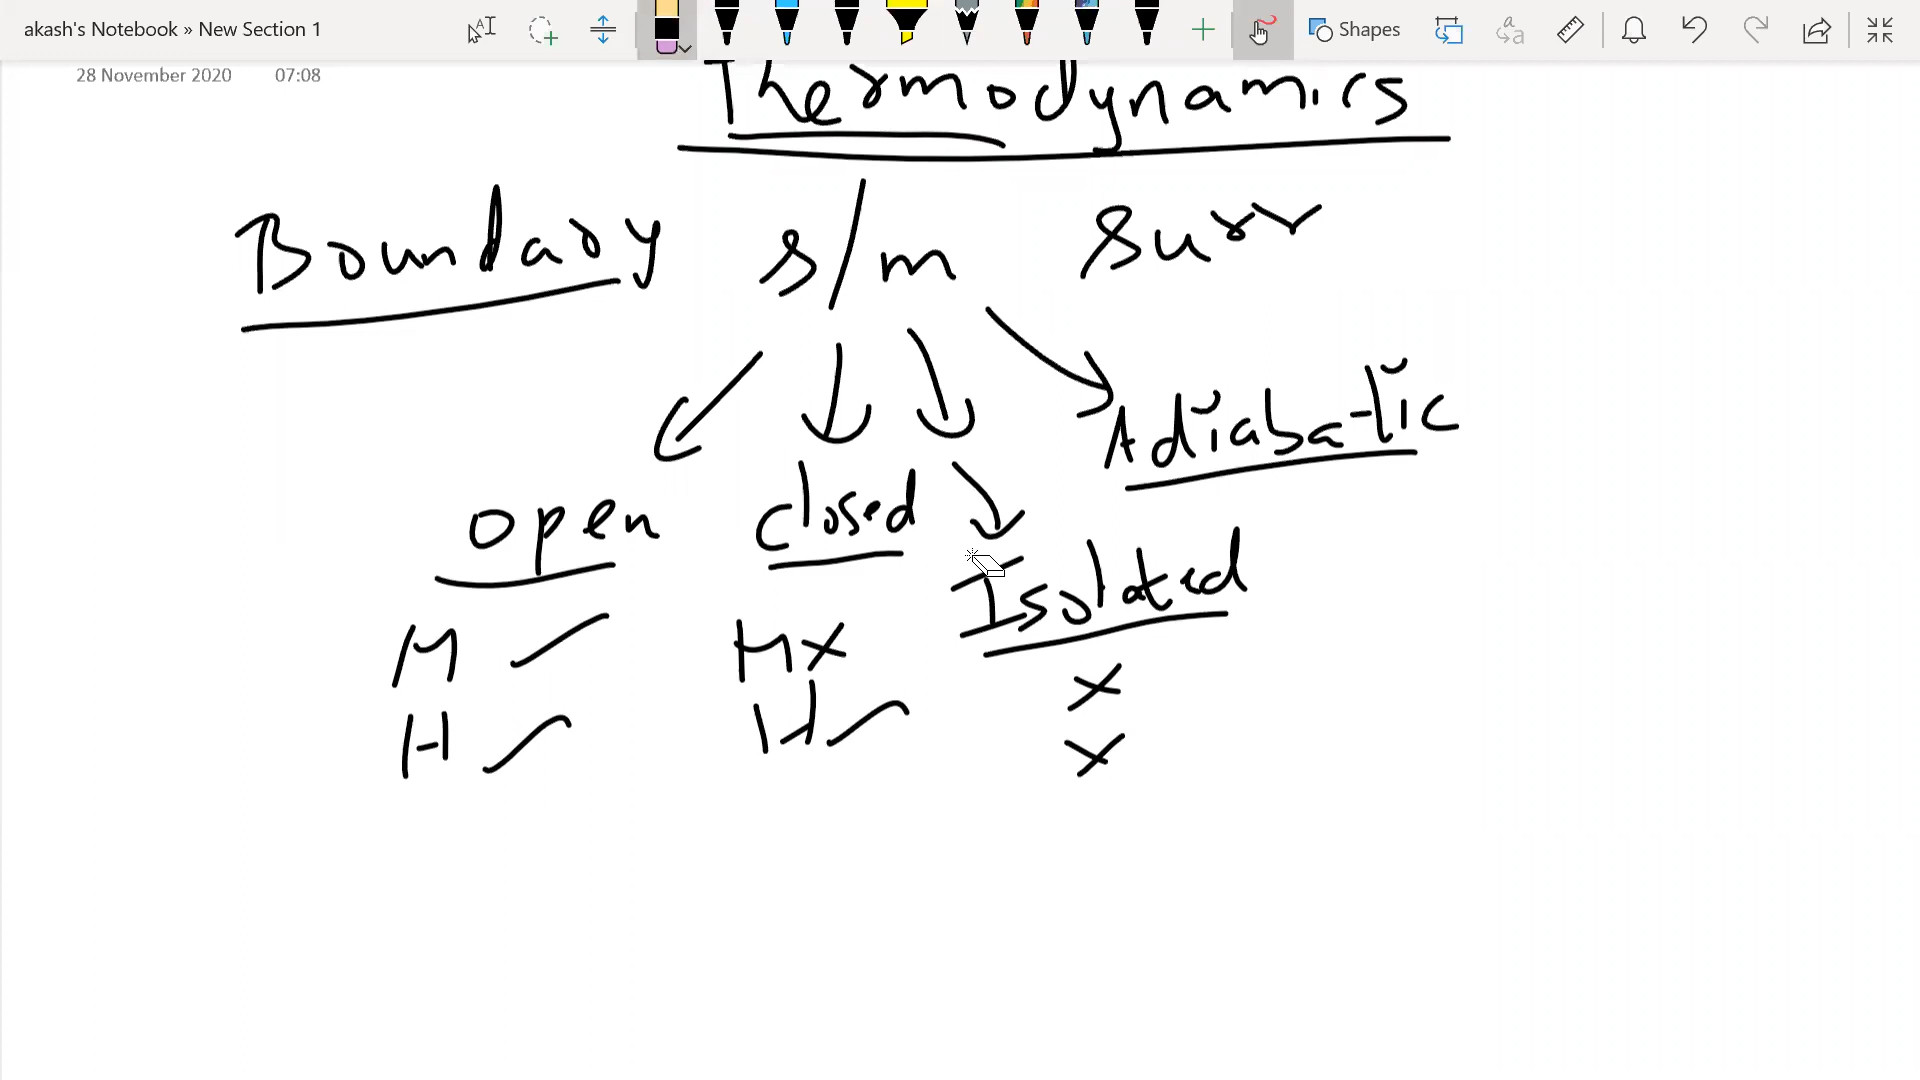 akash's Notebook » New Section 1
Shapes
28 November 2020 07:08
Thermodynamics
Boundary s/m Surr
Adiabatic
open closed
Isolated
M ✓ M x x
H ✓ H ✓ x